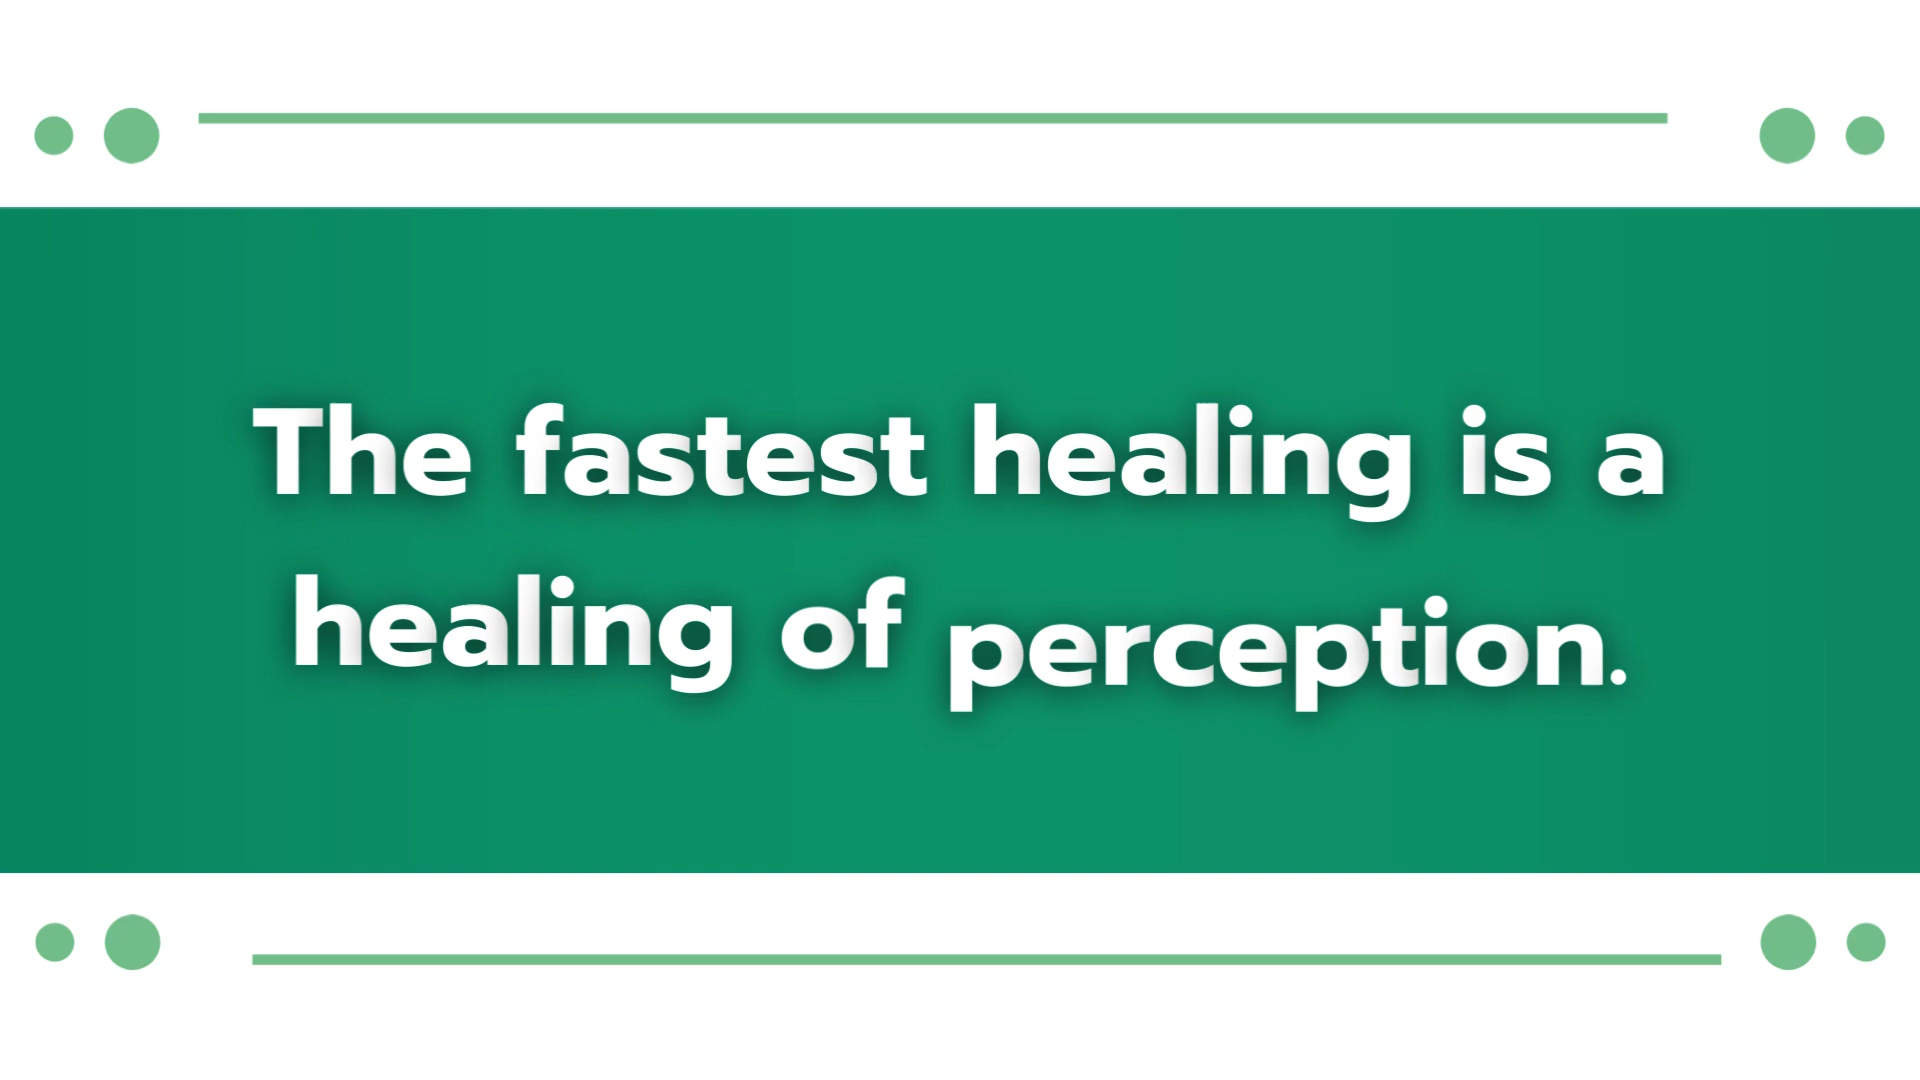 The fastest healing is a
healing of perception.